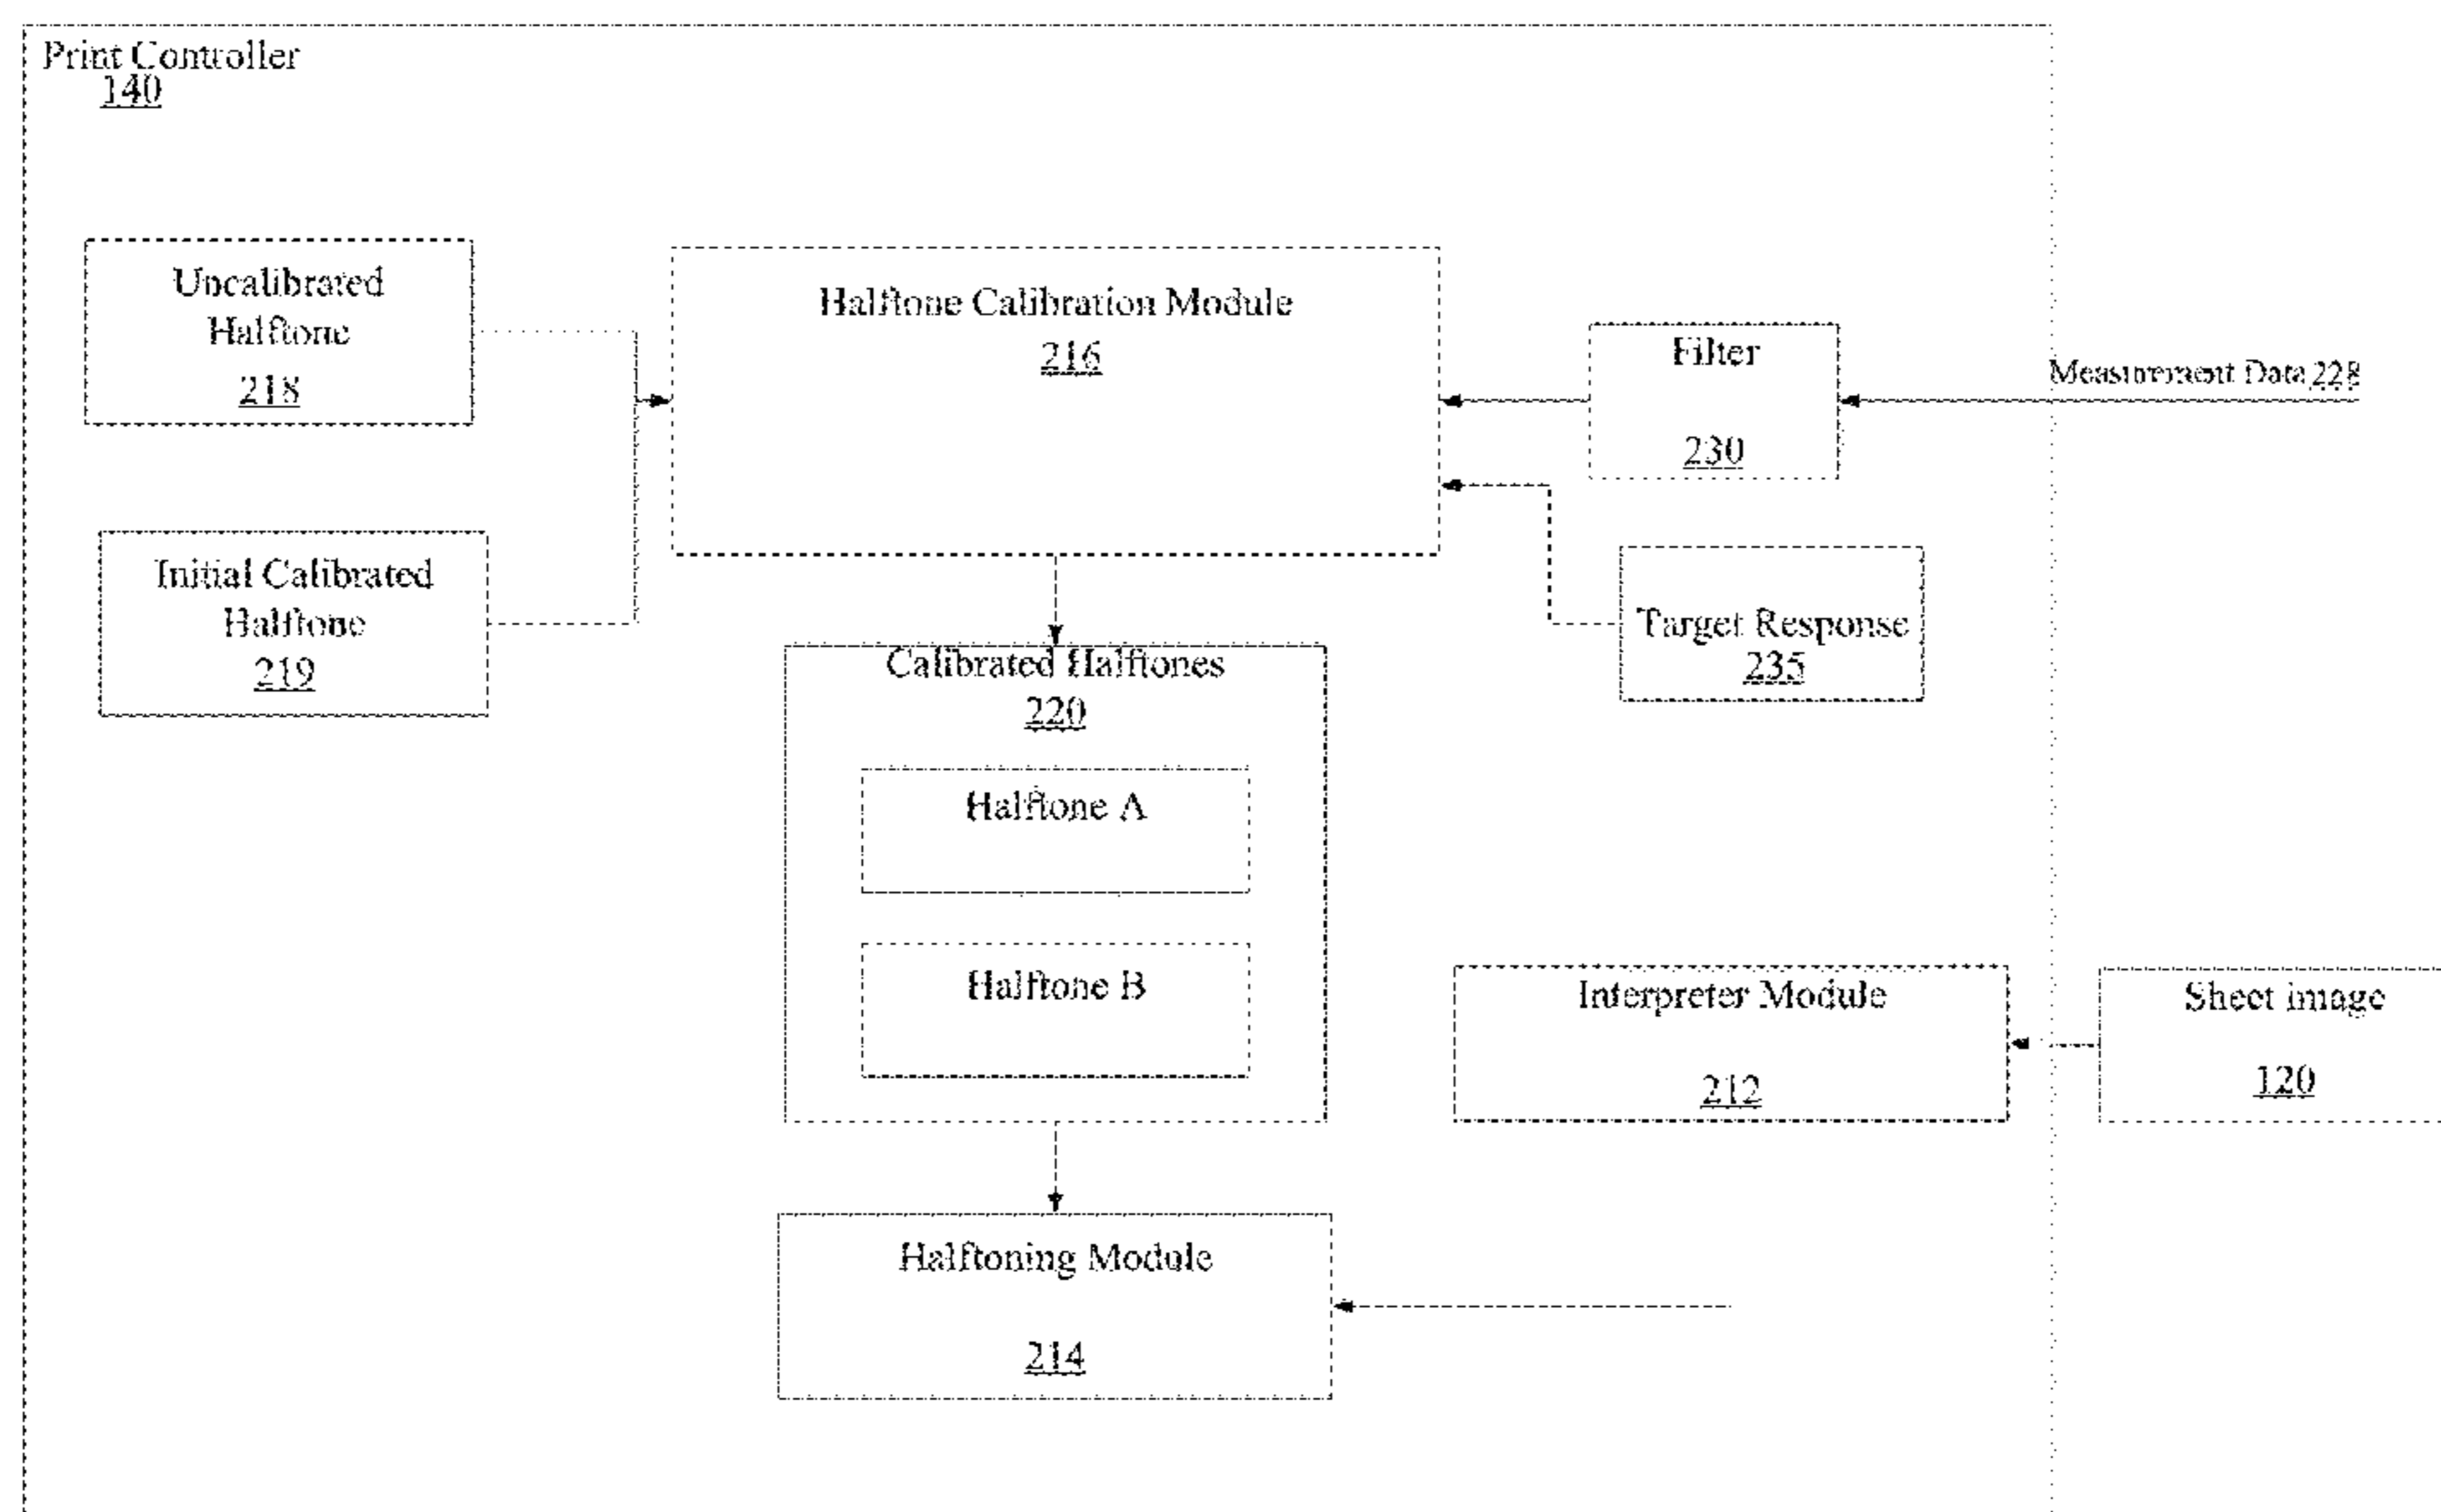 Print Controller
140
Uncalibrated
Halftone
218
Halftone Calibration Module
216
Filter
230
Measurement Data 228
Initial Calibrated
Halftone
219
Target Response
235
Calibrated Halftones
220
Halftone A
Halftone B
Interpreter Module
212
Sheet image
120
Halftoning Module
214